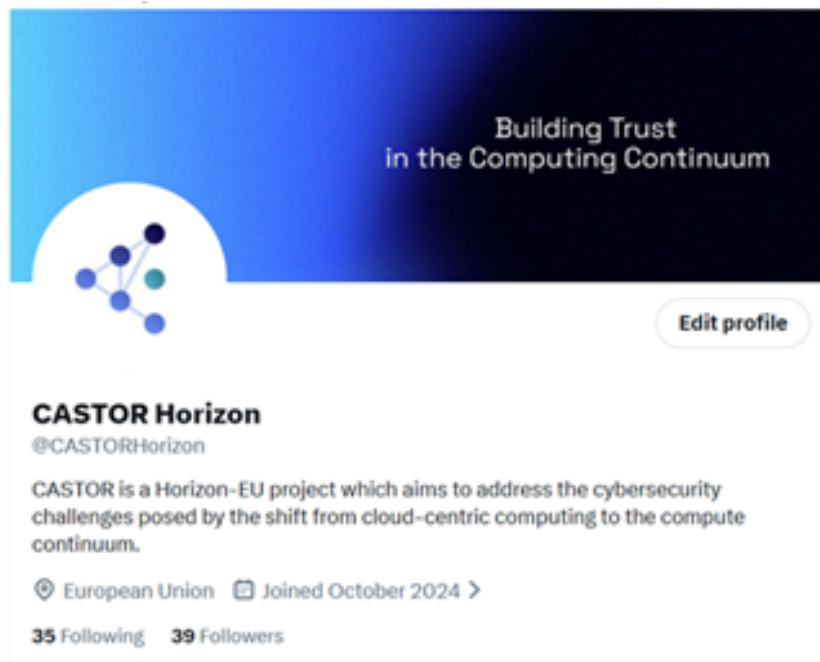 Building Trust
in the Computing Continuum
Edit profile
CASTOR Horizon
@CASTORHorizon
CASTOR is a Horizon-EU project which aims to address the cybersecurity
challenges posed by the shift from cloud-centric computing to the compute
continuum.
European Union Joined October 2024
35 Following 39 Followers